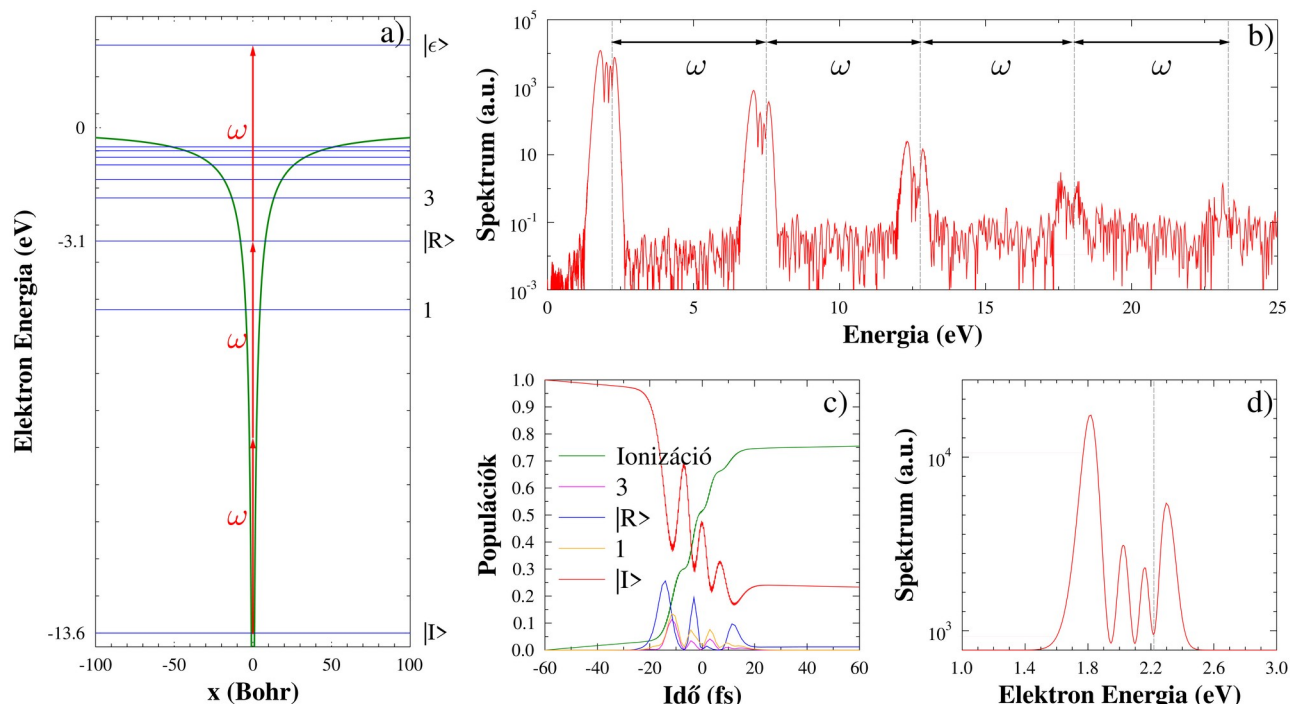 a)
Elektron Energia (eV)
0
-3.1
-13.6
|ϵ>
3
|R>
1
|I>
ω
ω
ω
-100 -50 0 50 100
x (Bohr)
b)
Spektrum (a.u.)
10^5
10^3
10
10^-1
10^-3
ω ω ω ω
0 5 10 15 20 25
Energia (eV)
c)
Populációk
1.0
0.9
0.8
0.7
0.6
0.5
0.4
0.3
0.2
0.1
0.0
Ionizáció
3
|R>
1
|I>
-60 -40 -20 0 20 40 60
Idő (fs)
d)
Spektrum (a.u.)
10^4
10^3
1.0 1.4 1.8 2.2 2.6 3.0
Elektron Energia (eV)